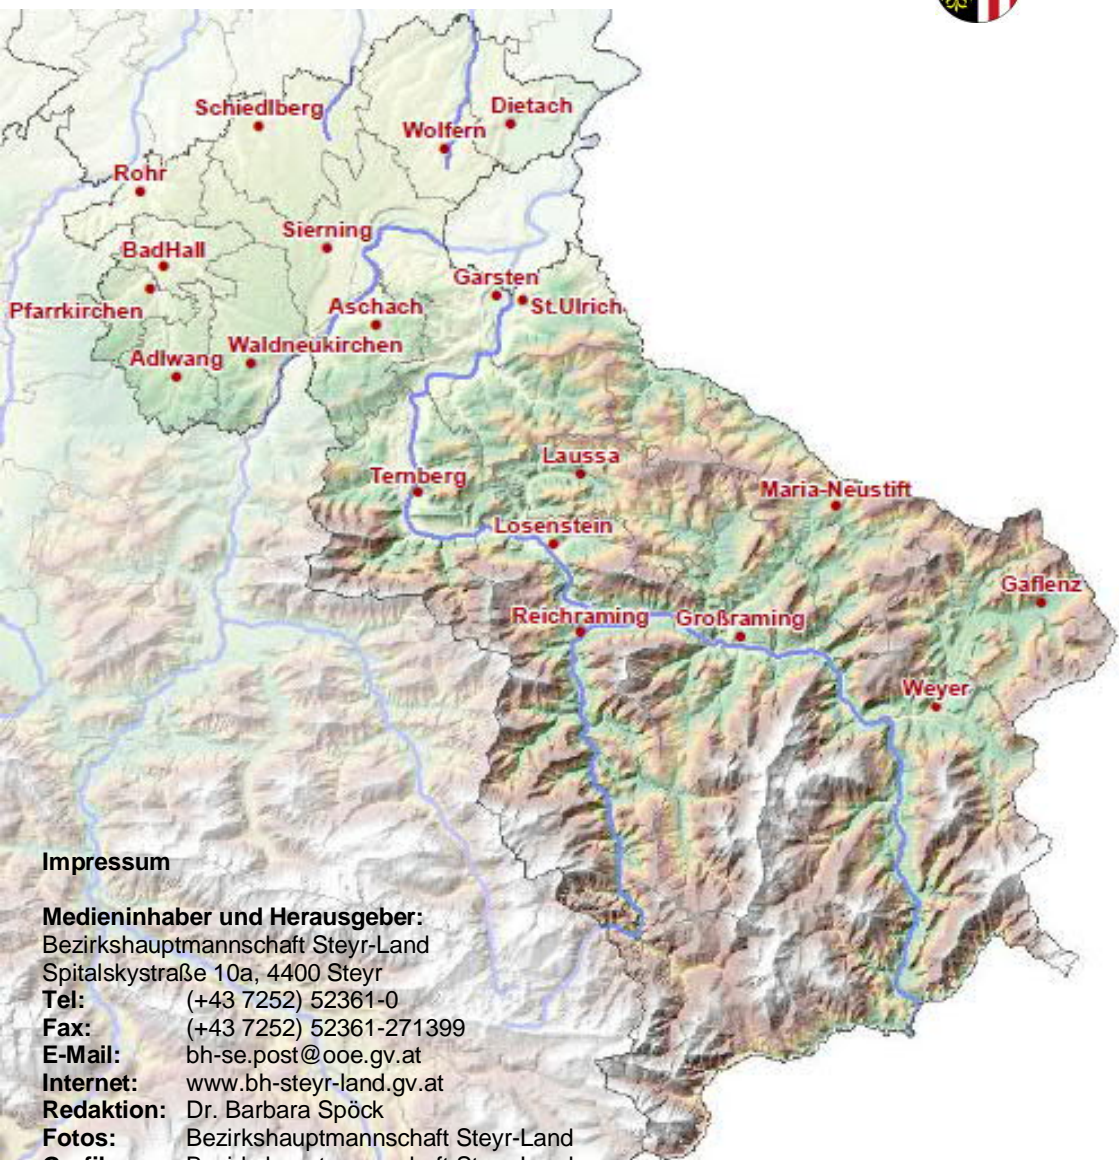 Schiedlberg
Dietach
Wolfern
Rohr
Sierning
BadHall
Garsten
Pfarrkirchen
Aschach
St.Ulrich
Adlwang
Waldneukirchen
Laussa
Ternberg
Maria-Neustift
Losenstein
Gaflenz
Reichraming
Großraming
Weyer
Impressum
Medieninhaber und Herausgeber:
Bezirkshauptmannschaft Steyr-Land
Spitalskystraße 10a, 4400 Steyr
Tel: (+43 7252) 52361-0
Fax: (+43 7252) 52361-271399
E-Mail: bh-se.post@ooe.gv.at
Internet: www.bh-steyr-land.gv.at
Redaktion: Dr. Barbara Spöck
Fotos: Bezirkshauptmannschaft Steyr-Land